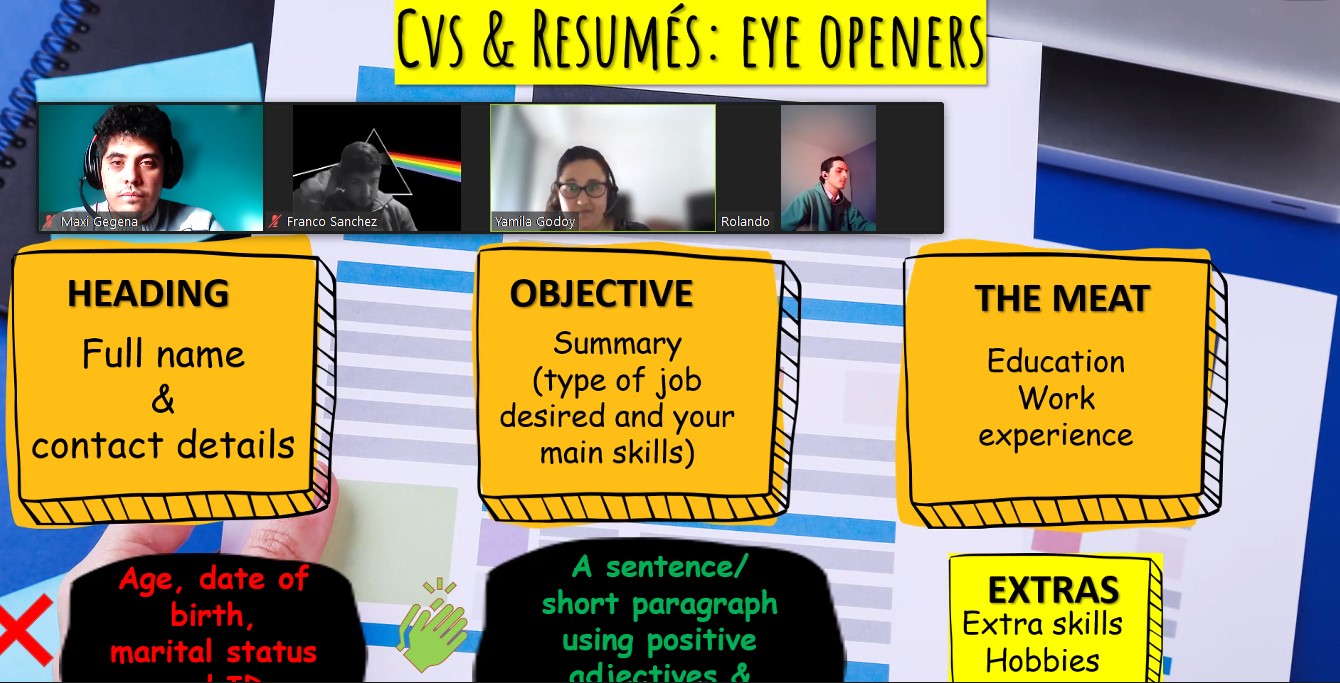 CVs & RESUMÉS: EYE OPENERS
Maxi Gegena
Franco Sanchez
Yamila Godoy
Rolando
HEADING
Full name
&
contact details
OBJECTIVE
Summary
(type of job
desired and your
main skills)
THE MEAT
Education
Work
experience
Age, date of
birth,
marital status
A sentence/
short paragraph
using positive
adjectives &
EXTRAS
Extra skills
Hobbies